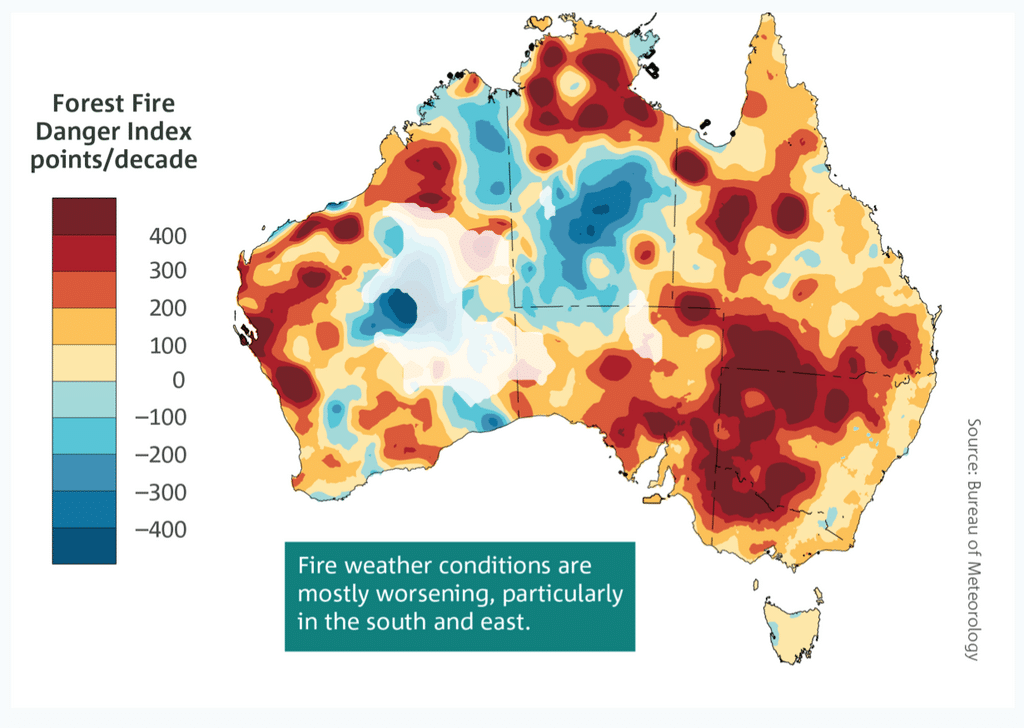 Forest Fire
Danger Index
points/decade
400
300
200
100
0
−100
−200
−300
−400
Fire weather conditions are
mostly worsening, particularly
in the south and east.
Source: Bureau of Meteorology